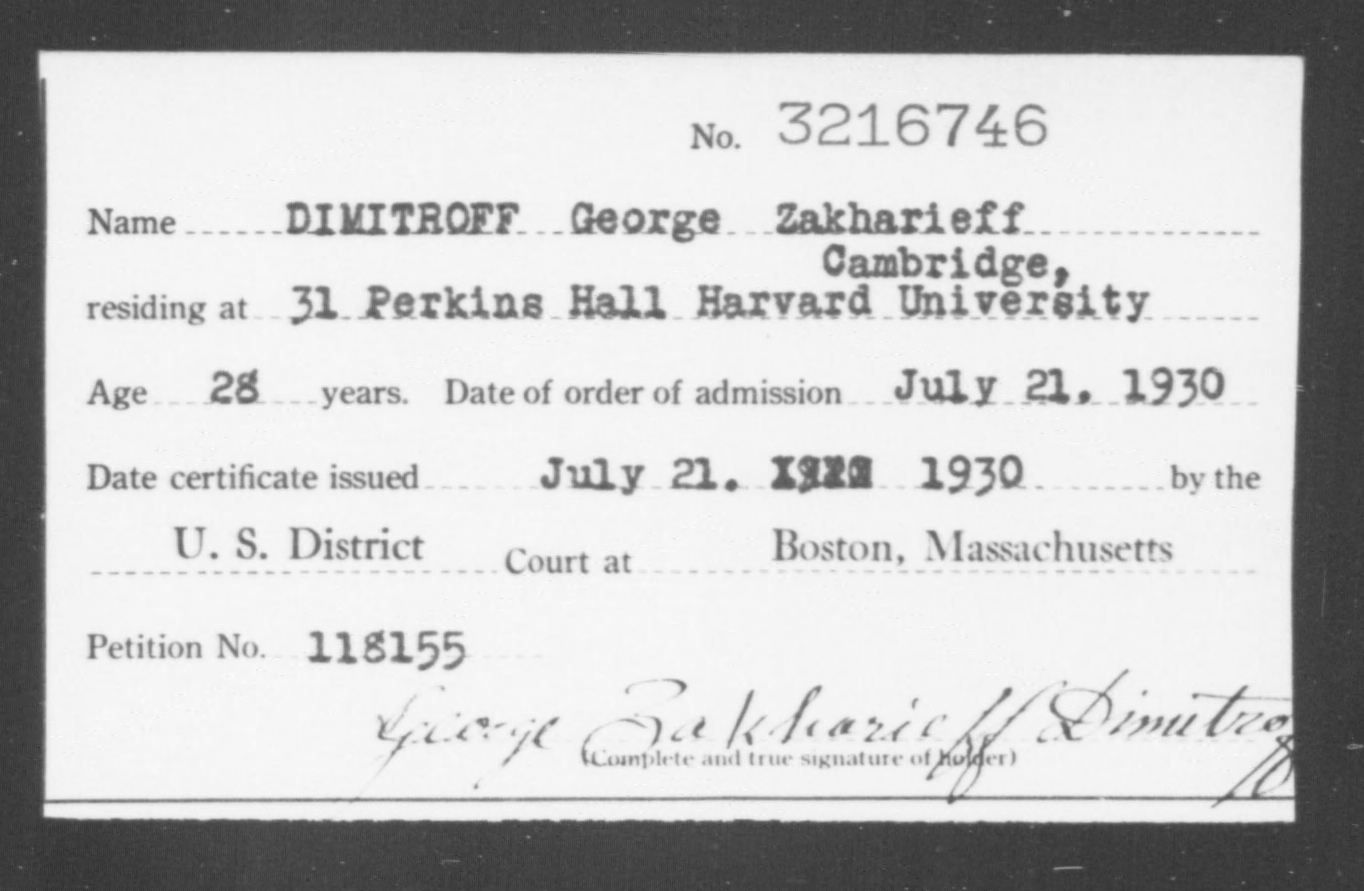 No. 3216746
Name DIMITROFF George Zakharieff
Cambridge,
residing at 31 Perkins Hall Harvard University
Age 28 years. Date of order of admission July 21. 1930
Date certificate issued July 21. 1930 by the
U. S. District Court at Boston, Massachusetts
Petition No. 118155
George Zakharieff Dimitroff
(Complete and true signature of holder)